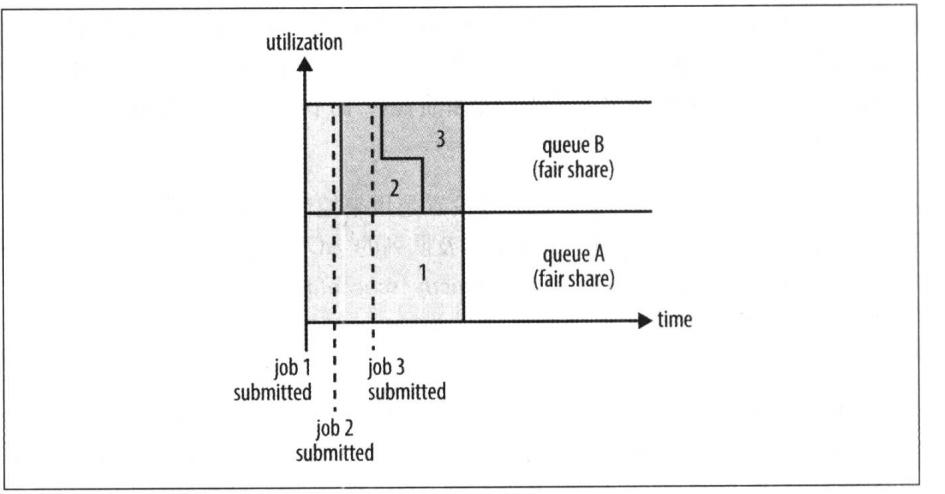 utilization
3
queue B
(fair share)
2
queue A
(fair share)
1
time
job 1
submitted
job 3
submitted
job 2
submitted